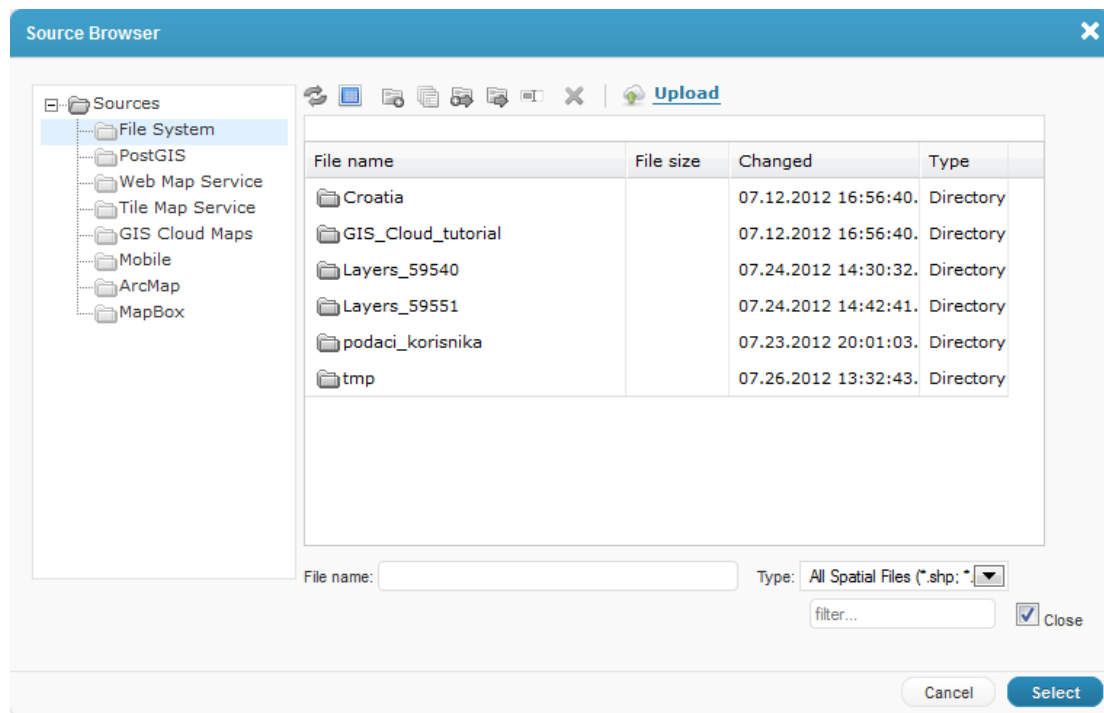 Source Browser
Sources
File System
PostGIS
Web Map Service
Tile Map Service
GIS Cloud Maps
Mobile
ArcMap
MapBox
Upload
File name File size Changed Type
Croatia 07.12.2012 16:56:40. Directory
GIS_Cloud_tutorial 07.12.2012 16:56:40. Directory
Layers_59540 07.24.2012 14:30:32. Directory
Layers_59551 07.24.2012 14:42:41. Directory
podaci_korisnika 07.23.2012 20:01:03. Directory
tmp 07.26.2012 13:32:43. Directory
File name: Type: All Spatial Files (*.shp; *.
filter... Close
Cancel Select